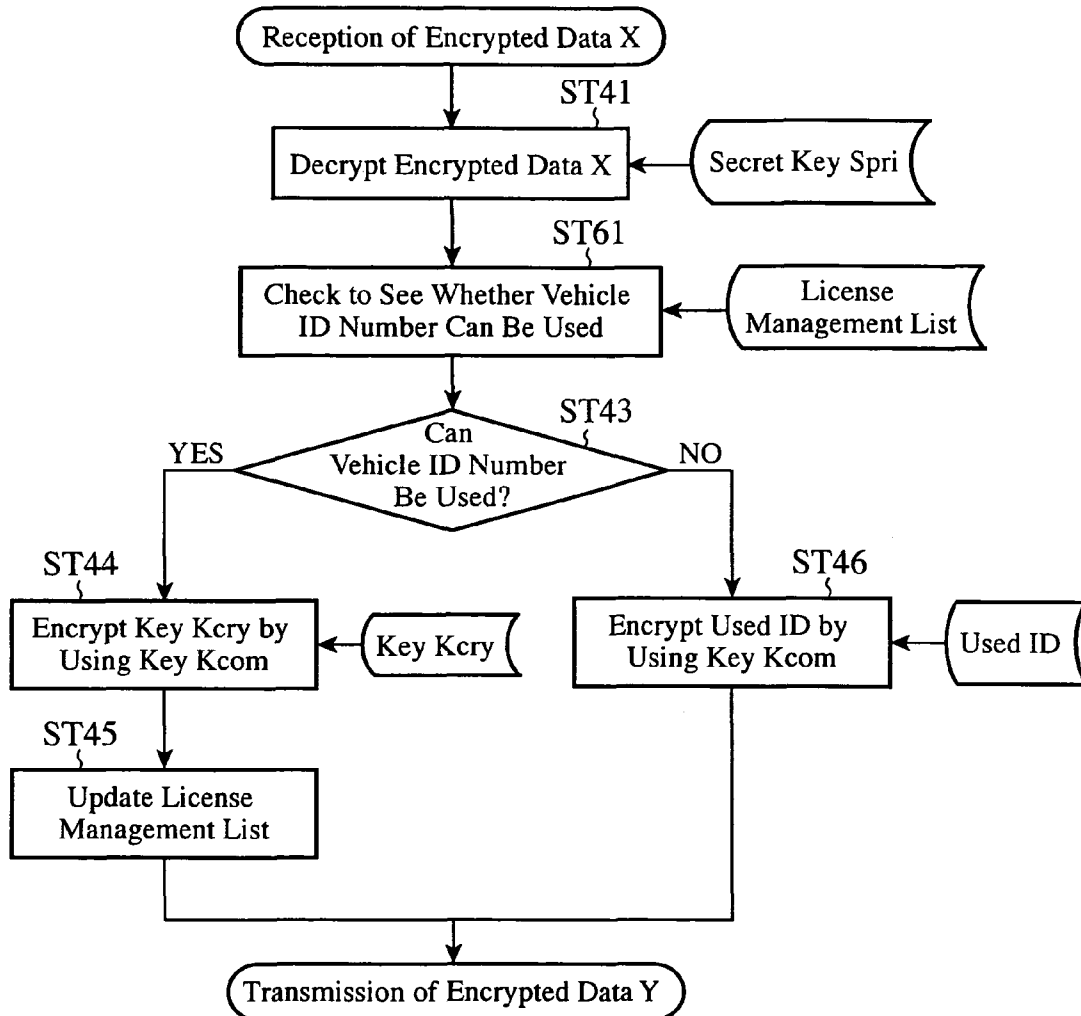 Reception of Encrypted Data X
ST41
Decrypt Encrypted Data X
Secret Key Spri
ST61
Check to See Whether Vehicle
ID Number Can Be Used
License
Management List
ST43
Can
Vehicle ID Number
Be Used?
YES
NO
ST44
Encrypt Key Kcry by
Using Key Kcom
Key Kcry
ST46
Encrypt Used ID by
Using Key Kcom
Used ID
ST45
Update License
Management List
Transmission of Encrypted Data Y